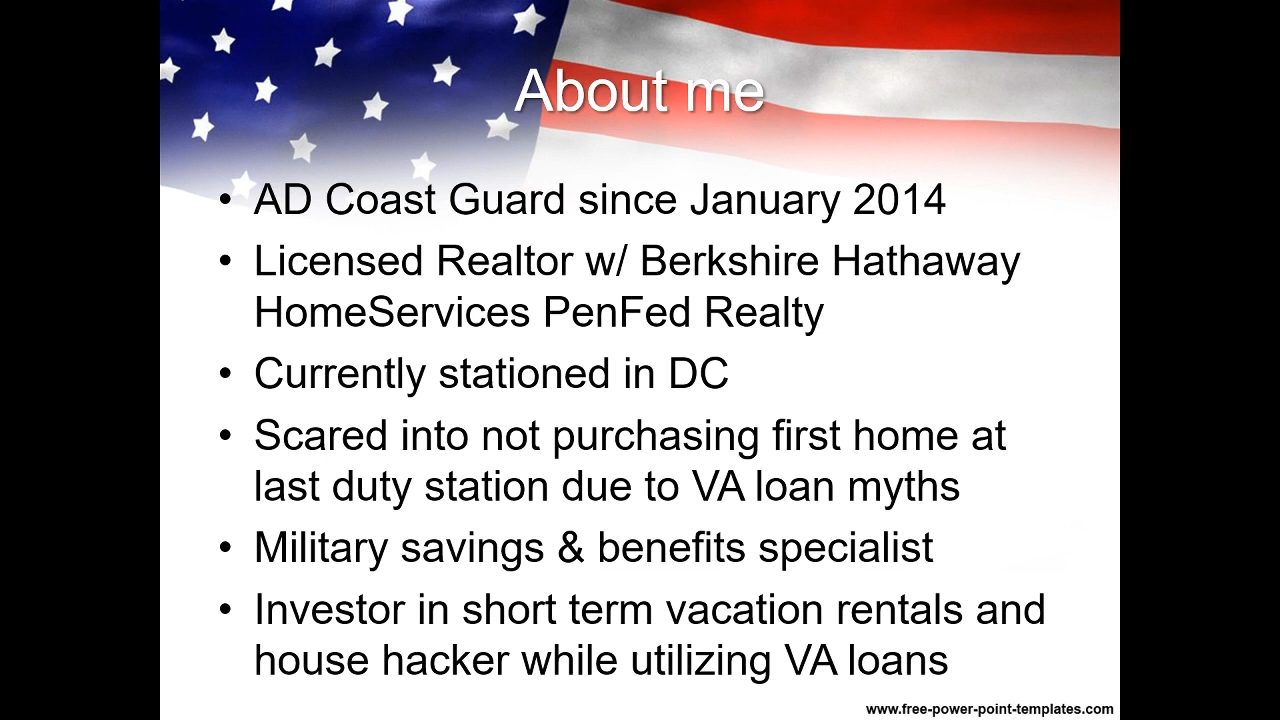 About me
• AD Coast Guard since January 2014
• Licensed Realtor w/ Berkshire Hathaway
HomeServices PenFed Realty
• Currently stationed in DC
• Scared into not purchasing first home at
last duty station due to VA loan myths
• Military savings & benefits specialist
• Investor in short term vacation rentals and
house hacker while utilizing VA loans
www.free-power-point-templates.com